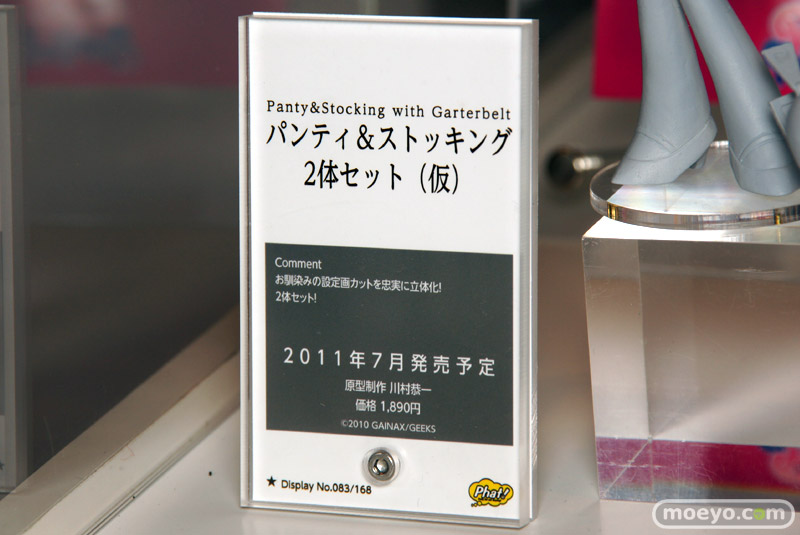 Panty&Stocking with Garterbelt
パンティ&ストッキング
2体セット（仮）
Comment
お馴染みの設定画カットを忠実に立体化!
2体セット!
2011年7月発売予定
原型制作 川村恭一
価格 1,890円
©2010 GAINAX/GEEKS
★ Display No.083/168
Phat!
moeyo.com